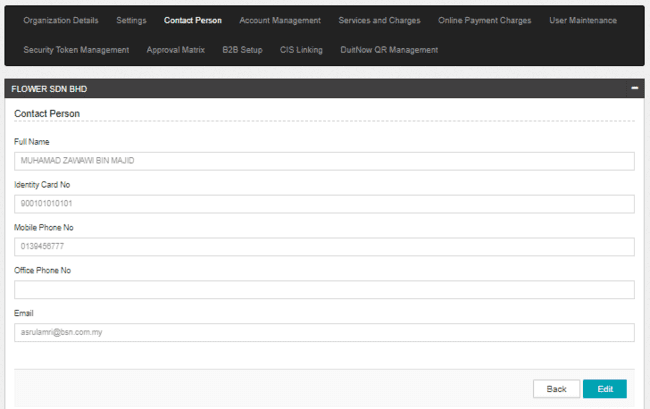 Organization Details Settings Contact Person Account Management Services and Charges Online Payment Charges User Maintenance
Security Token Management Approval Matrix B2B Setup CIS Linking DuitNow QR Management
FLOWER SDN BHD
Contact Person
Full Name
MUHAMAD ZAWAWI BIN MAJID
Identity Card No
900101010101
Mobile Phone No
0139456777
Office Phone No
Email
asrulamri@bsn.com.my
Back Edit